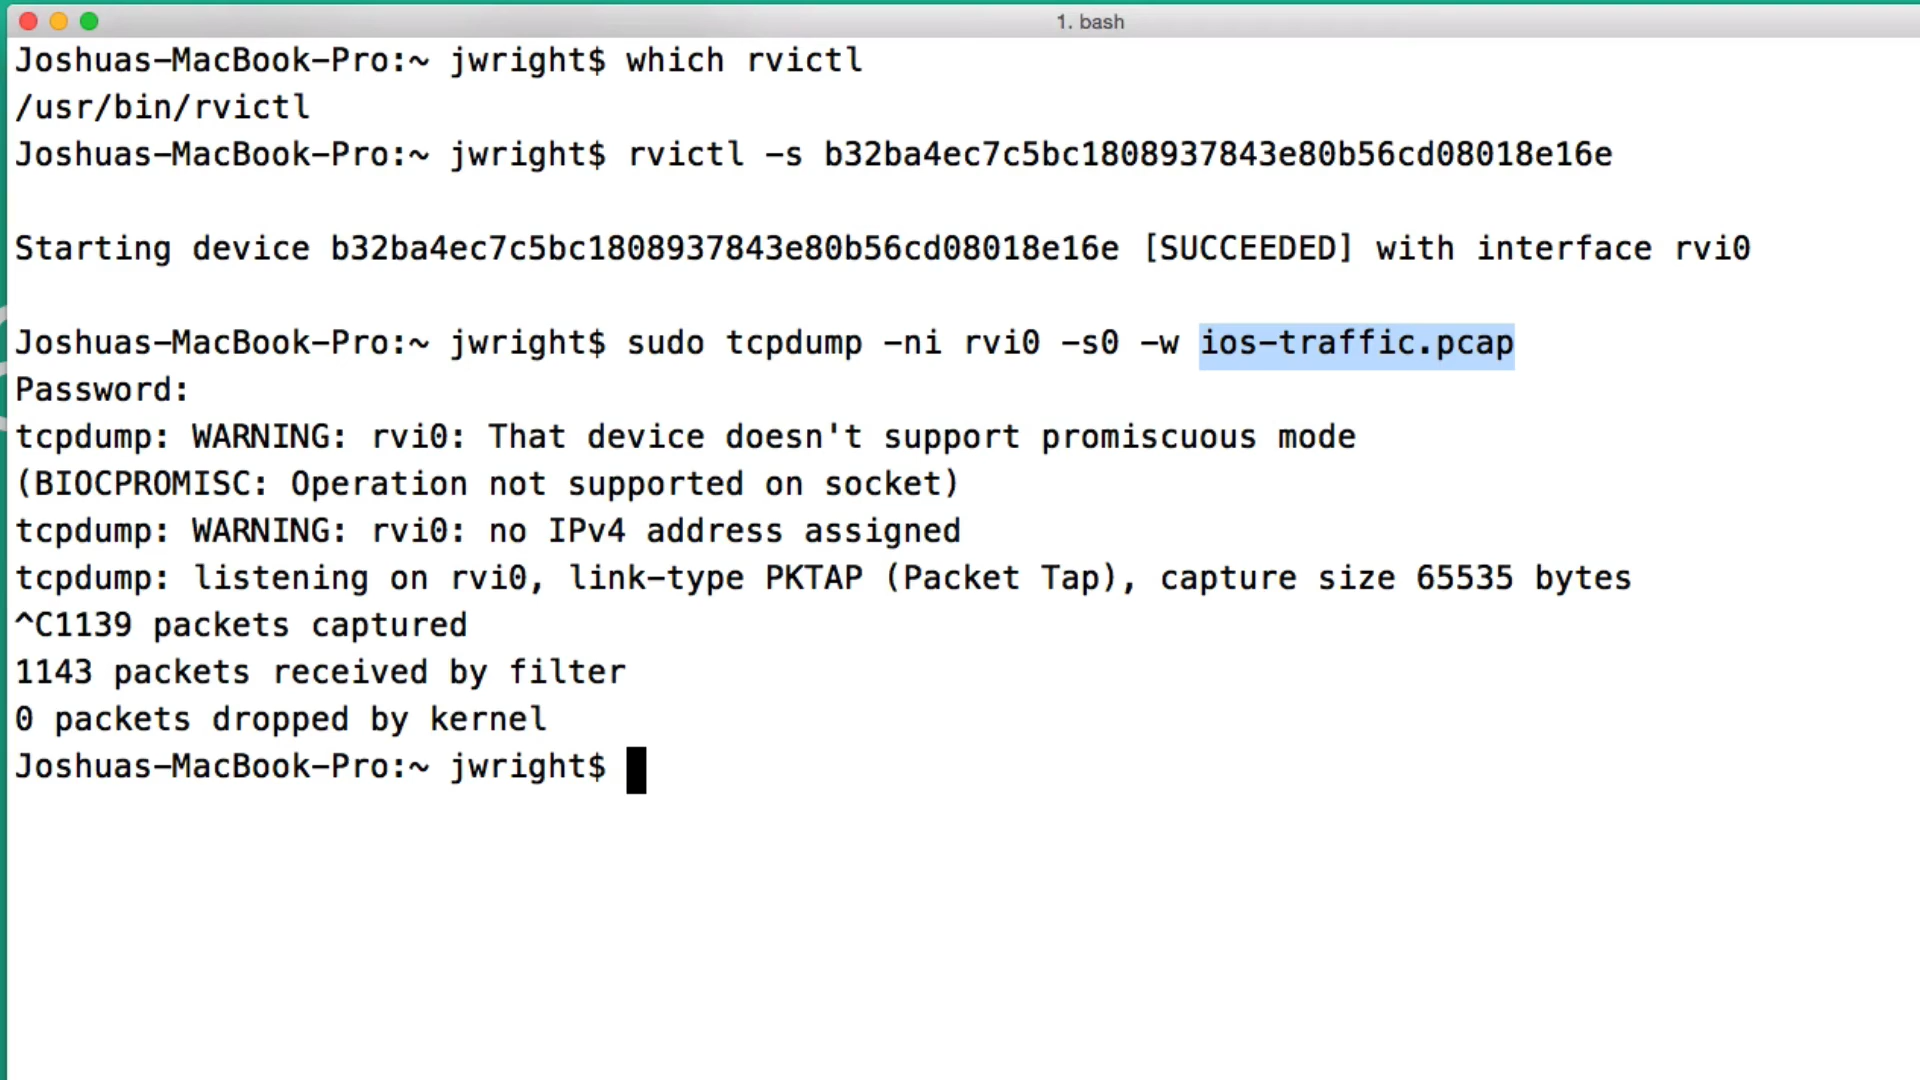 1. bash
Joshuas-MacBook-Pro:~ jwright$ which rvictl
/usr/bin/rvictl
Joshuas-MacBook-Pro:~ jwright$ rvictl -s b32ba4ec7c5bc1808937843e80b56cd08018e16e
Starting device b32ba4ec7c5bc1808937843e80b56cd08018e16e [SUCCEEDED] with interface rvi0
Joshuas-MacBook-Pro:~ jwright$ sudo tcpdump -ni rvi0 -s0 -w ios-traffic.pcap
Password:
tcpdump: WARNING: rvi0: That device doesn't support promiscuous mode
(BIOCPROMISC: Operation not supported on socket)
tcpdump: WARNING: rvi0: no IPv4 address assigned
tcpdump: listening on rvi0, link-type PKTAP (Packet Tap), capture size 65535 bytes
^C1139 packets captured
1143 packets received by filter
0 packets dropped by kernel
Joshuas-MacBook-Pro:~ jwright$